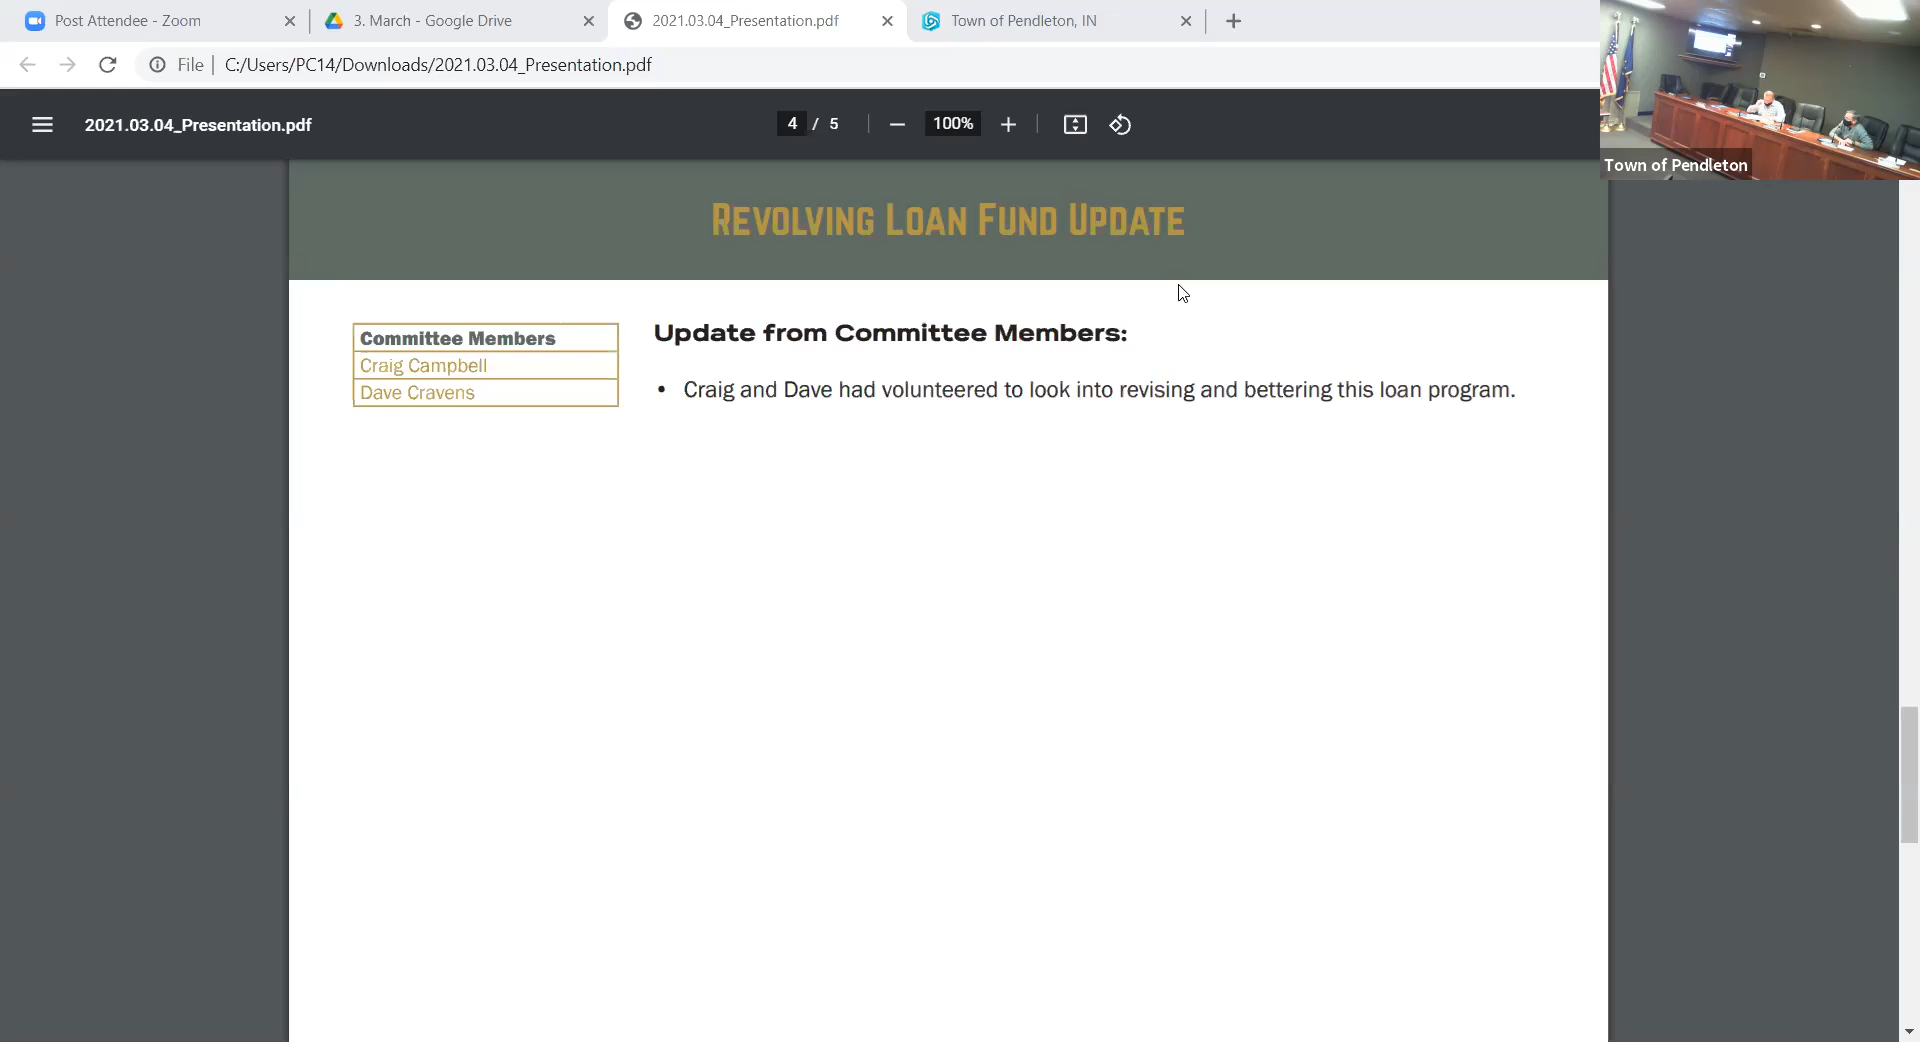 Post Attendee - Zoom
3. March - Google Drive
2021.03.04_Presentation.pdf
Town of Pendleton, IN
File
C:/Users/PC14/Downloads/2021.03.04_Presentation.pdf
2021.03.04_Presentation.pdf
4 / 5
100%
Town of Pendleton
REVOLVING LOAN FUND UPDATE
Committee Members
Craig Campbell
Dave Cravens
Update from Committee Members:
• Craig and Dave had volunteered to look into revising and bettering this loan program.